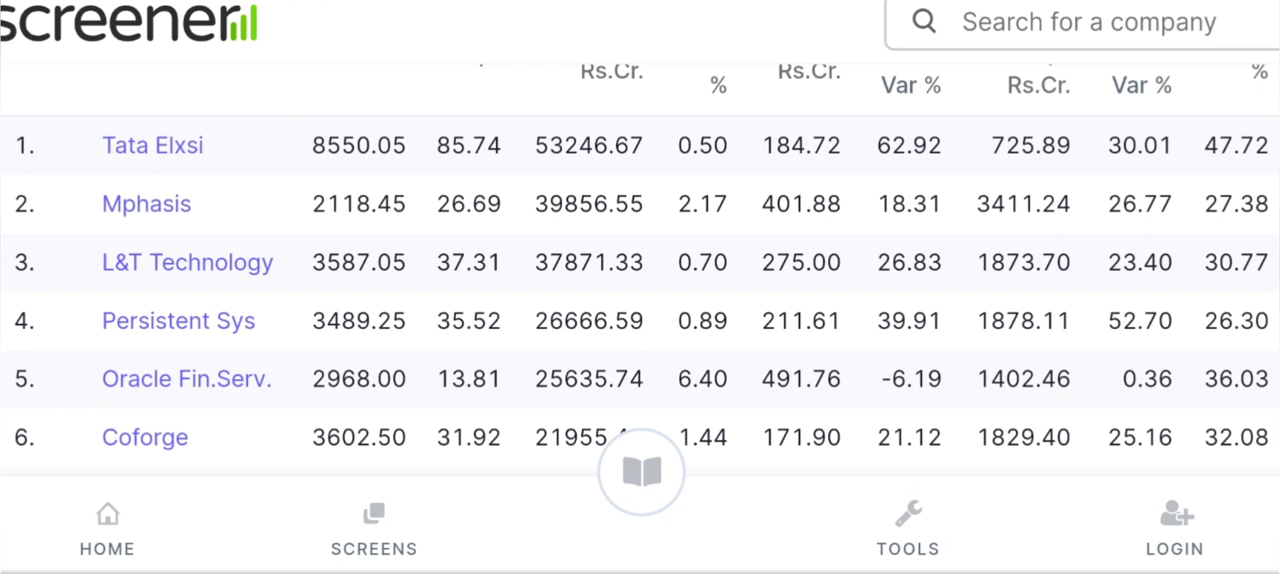 screener
Search for a company
Rs.Cr. % Rs.Cr. Var % Rs.Cr. Var % %
1. Tata Elxsi 8550.05 85.74 53246.67 0.50 184.72 62.92 725.89 30.01 47.72
2. Mphasis 2118.45 26.69 39856.55 2.17 401.88 18.31 3411.24 26.77 27.38
3. L&T Technology 3587.05 37.31 37871.33 0.70 275.00 26.83 1873.70 23.40 30.77
4. Persistent Sys 3489.25 35.52 26666.59 0.89 211.61 39.91 1878.11 52.70 26.30
5. Oracle Fin.Serv. 2968.00 13.81 25635.74 6.40 491.76 -6.19 1402.46 0.36 36.03
6. Coforge 3602.50 31.92 1.44 171.90 21.12 1829.40 25.16 32.08
HOME SCREENS TOOLS LOGIN